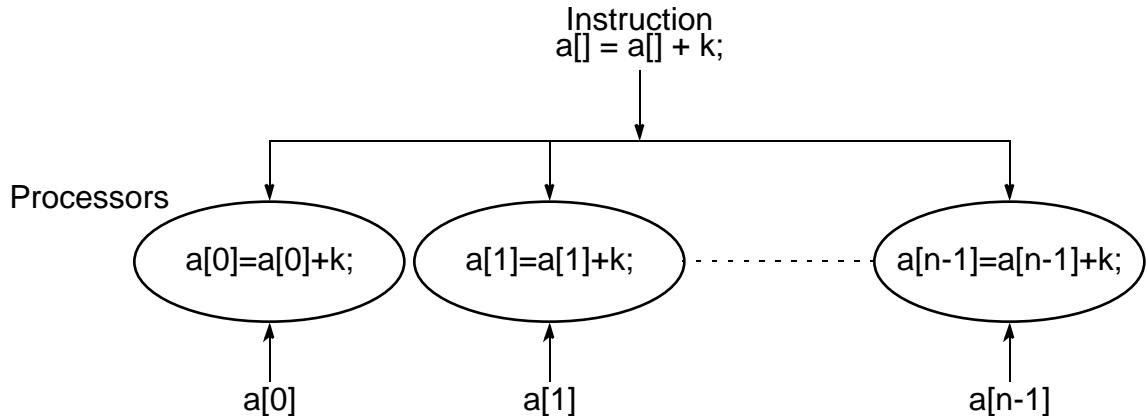 Instruction
a[] = a[] + k;
Processors
a[0]=a[0]+k;
a[1]=a[1]+k;
a[n-1]=a[n-1]+k;
a[0]
a[1]
a[n-1]